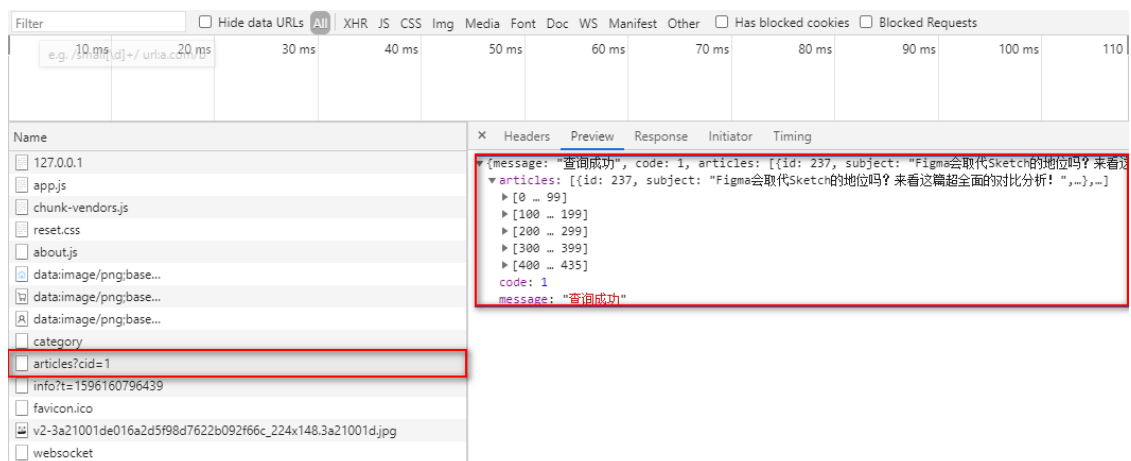 Filter Hide data URLs All XHR JS CSS Img Media Font Doc WS Manifest Other Has blocked cookies Blocked Requests
10 ms 20 ms 30 ms 40 ms 50 ms 60 ms 70 ms 80 ms 90 ms 100 ms 110
e.g. /small[\d]+/ url:a.com/b
Name
127.0.0.1
app.js
chunk-vendors.js
reset.css
about.js
data:image/png;base...
data:image/png;base...
data:image/png;base...
category
articles?cid=1
info?t=1596160796439
favicon.ico
v2-3a21001de016a2d5f98d7622b092f66c_224x148.3a21001d.jpg
websocket
× Headers Preview Response Initiator Timing
▼{message: "查询成功", code: 1, articles: [{id: 237, subject: "Figma会取代Sketch的地位吗？来看这
▼articles: [{id: 237, subject: "Figma会取代Sketch的地位吗？来看这篇超全面的对比分析！",…},…]
▶[0 … 99]
▶[100 … 199]
▶[200 … 299]
▶[300 … 399]
▶[400 … 435]
code: 1
message: "查询成功"